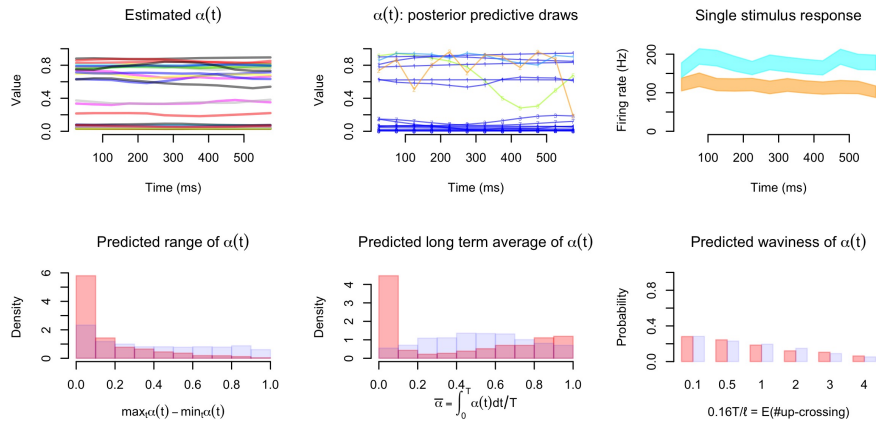 Estimated α(t)
Value
0.0 0.4 0.8
100 200 300 400 500
Time (ms)
α(t): posterior predictive draws
Value
0.0 0.4 0.8
100 200 300 400 500
Time (ms)
Single stimulus response
Firing rate (Hz)
0 100 200
100 200 300 400 500
Time (ms)
Predicted range of α(t)
Density
0 2 4 6
0.0 0.2 0.4 0.6 0.8 1.0
maxₜα(t) − minₜα(t)
Predicted long term average of α(t)
Density
0 1 2 3 4
0.0 0.2 0.4 0.6 0.8 1.0
α̅ = ∫₀ᵀ α(t)dt/T
Predicted waviness of α(t)
Probability
0.0 0.4 0.8
0.1 0.5 1 2 3 4
0.16T/ℓ = E(#up-crossing)